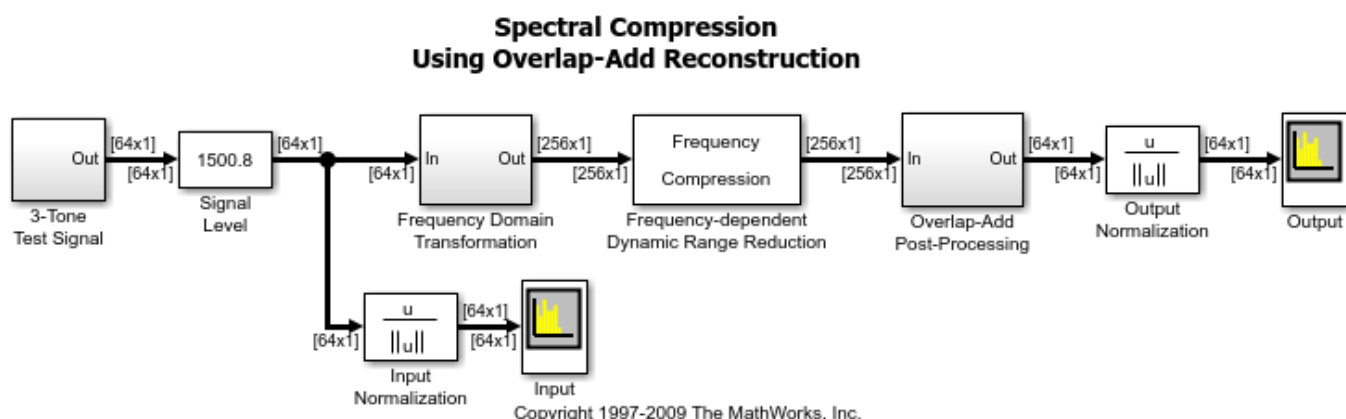 Spectral Compression
Using Overlap-Add Reconstruction
Out
[64x1]
[64x1]
1500.8
[64x1]
[64x1]
In
Out
[256x1]
[256x1]
Frequency
Compression
[256x1]
[256x1]
In
Out
[64x1]
[64x1]
u
||u||
[64x1]
[64x1]
3-Tone
Test Signal
Signal
Level
Frequency Domain
Transformation
Frequency-dependent
Dynamic Range Reduction
Overlap-Add
Post-Processing
Output
Normalization
Output
[64x1]
u
||u||
[64x1]
[64x1]
Input
Normalization
Input
Copyright 1997-2009 The MathWorks, Inc.